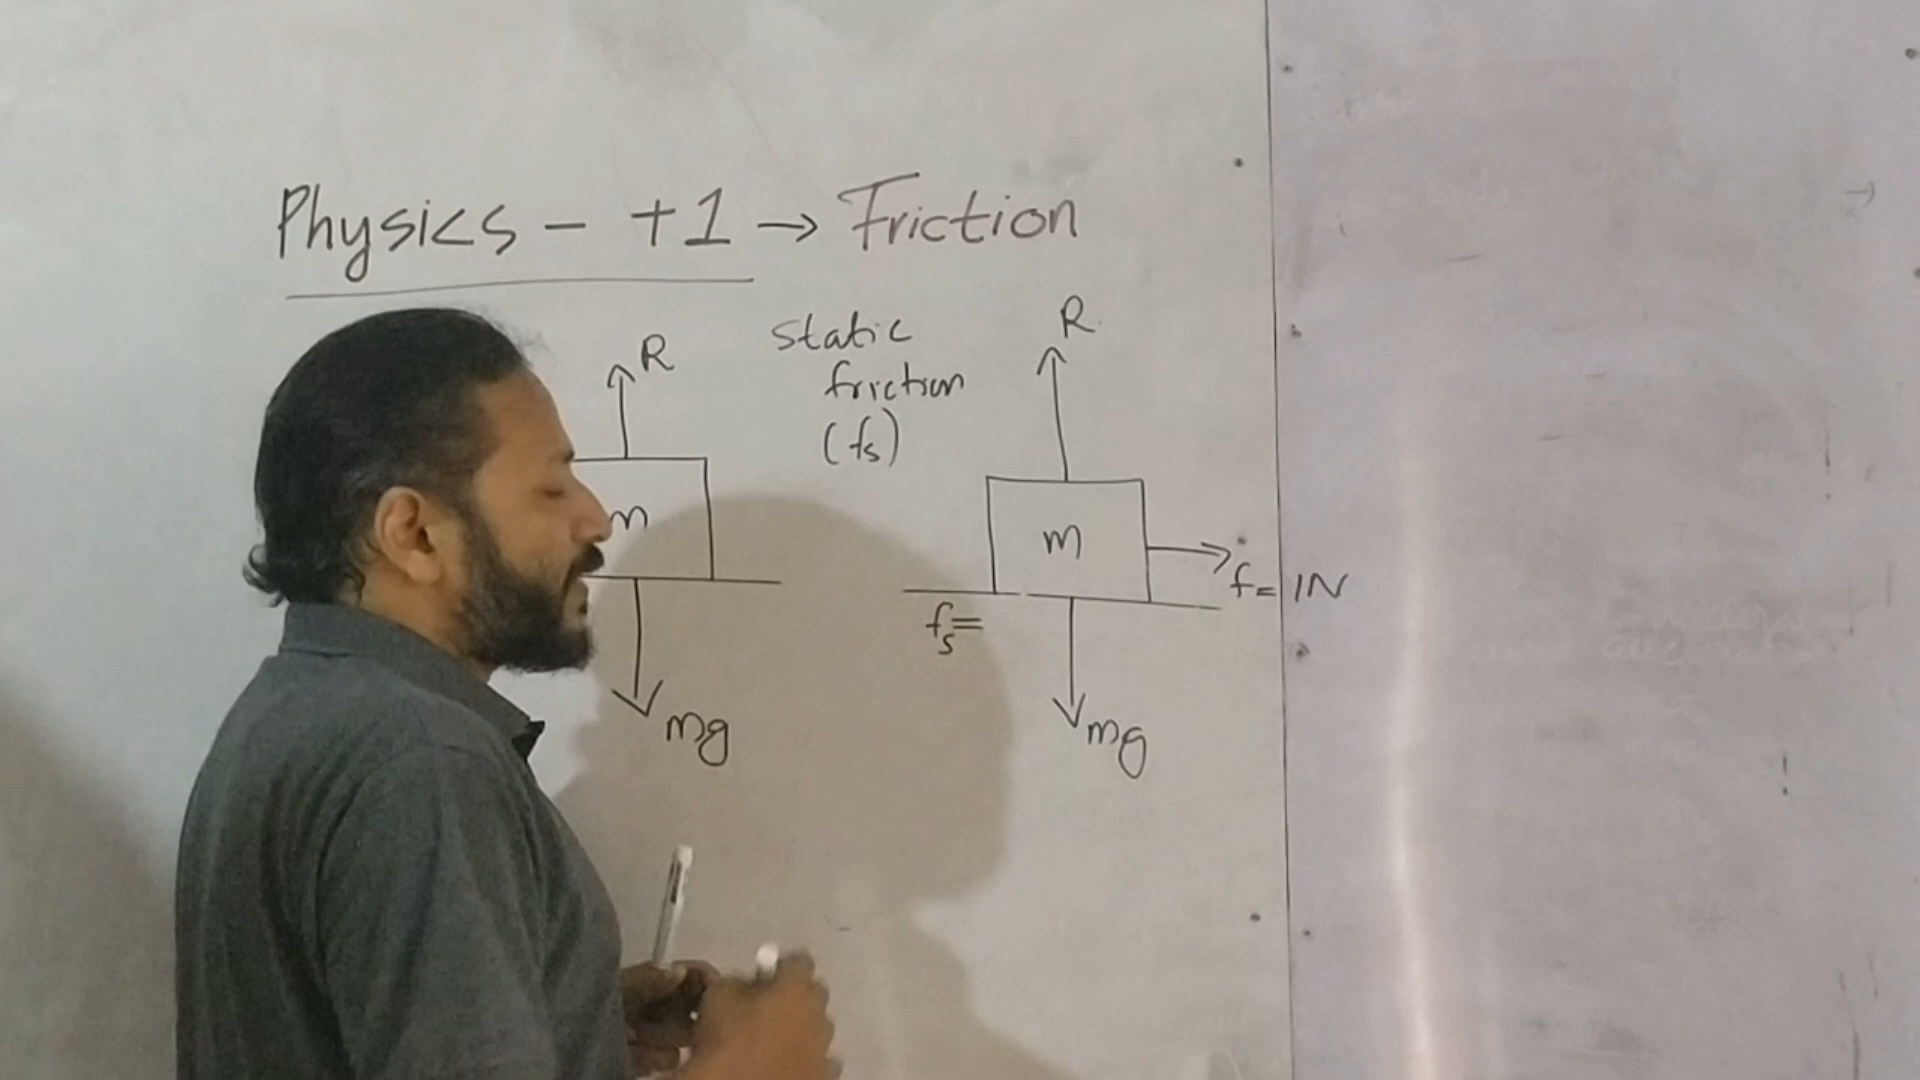 Physics - +1 → Friction
R
m
mg
static
friction
(fs)
R
m
f = 1N
fs =
mg